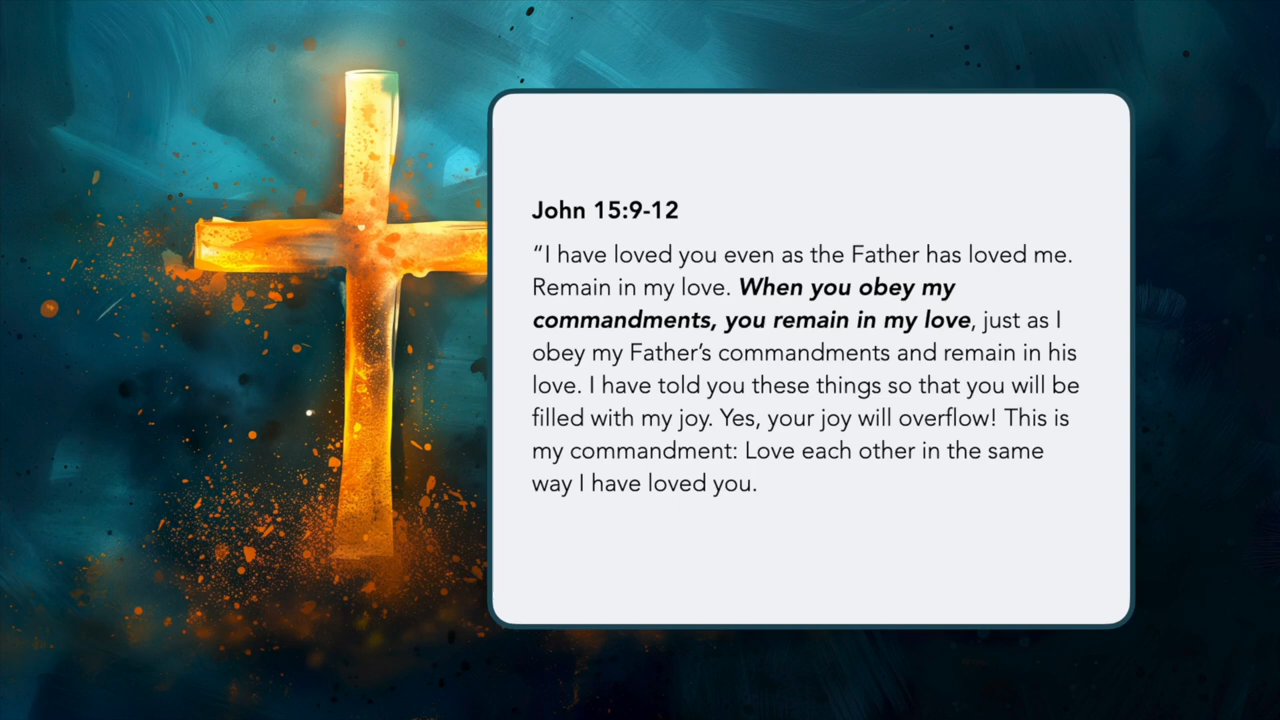 John 15:9-12
“I have loved you even as the Father has loved me.
Remain in my love. When you obey my
commandments, you remain in my love, just as I
obey my Father’s commandments and remain in his
love. I have told you these things so that you will be
filled with my joy. Yes, your joy will overflow! This is
my commandment: Love each other in the same
way I have loved you.